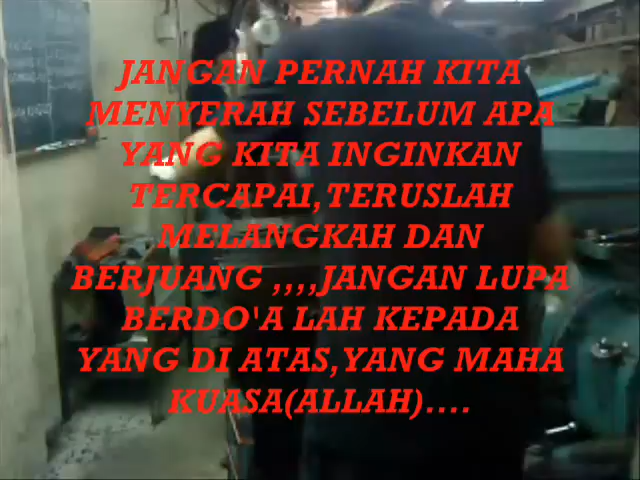 JANGAN PERNAH KITA
MENYERAH SEBELUM APA
YANG KITA INGINKAN
TERCAPAI,TERUSLAH
MELANGKAH DAN
BERJUANG ,,,,JANGAN LUPA
BERDO'A LAH KEPADA
YANG DI ATAS,YANG MAHA
KUASA(ALLAH)....